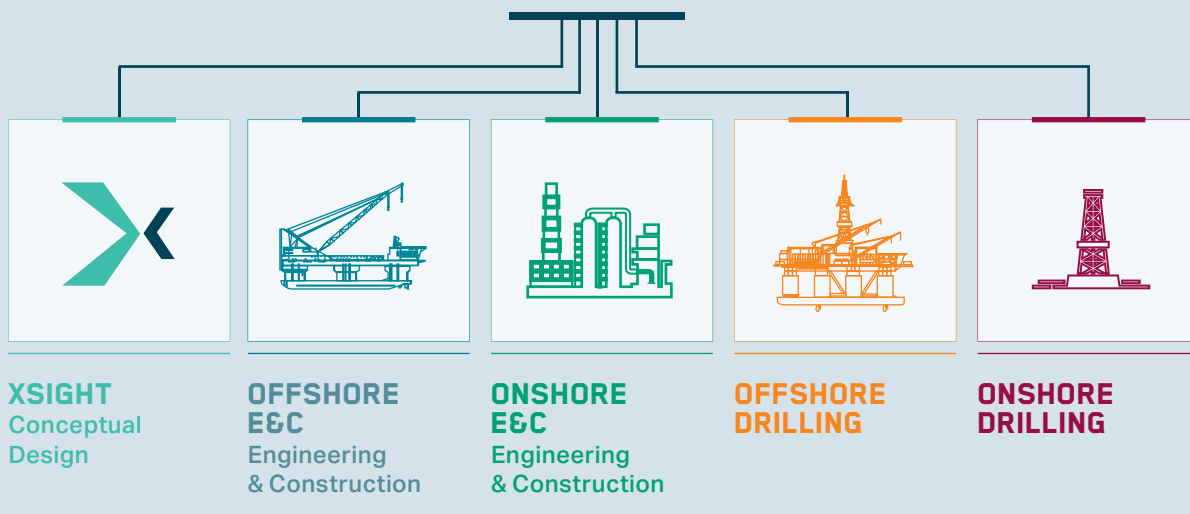 XSIGHT
Conceptual
Design
OFFSHORE
E&C
Engineering
& Construction
ONSHORE
E&C
Engineering
& Construction
OFFSHORE
DRILLING
ONSHORE
DRILLING